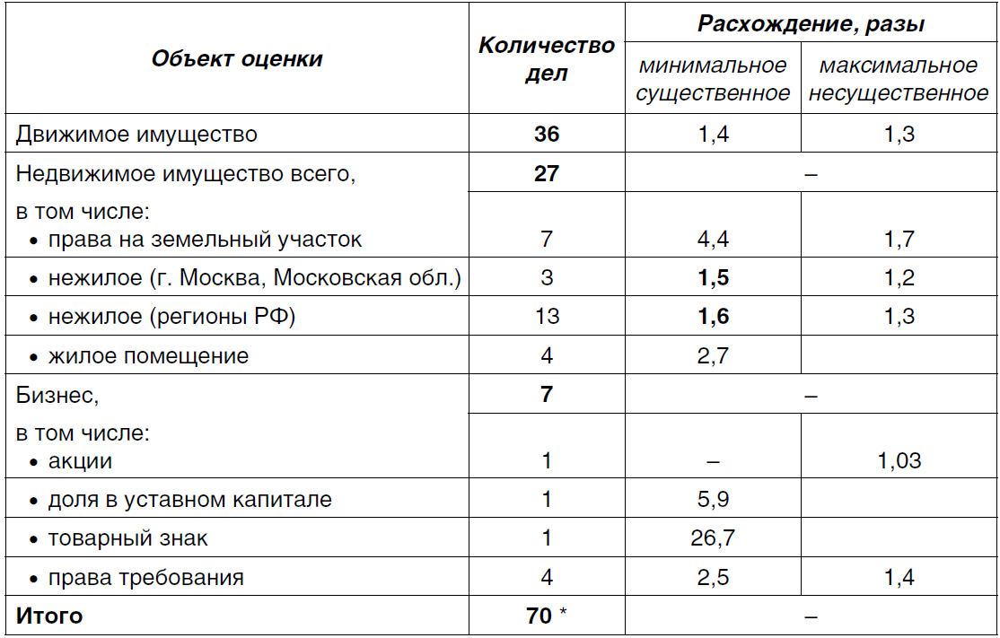 Объект оценки
Количество
дел
Расхождение, разы
минимальное
существенное
максимальное
несущественное
Движимое имущество 36 1,4 1,3
Недвижимое имущество всего, 27 –
в том числе:
• права на земельный участок 7 4,4 1,7
• нежилое (г. Москва, Московская обл.) 3 1,5 1,2
• нежилое (регионы РФ) 13 1,6 1,3
• жилое помещение 4 2,7
Бизнес, 7 –
в том числе:
• акции 1 – 1,03
• доля в уставном капитале 1 5,9
• товарный знак 1 26,7
• права требования 4 2,5 1,4
Итого 70 * –